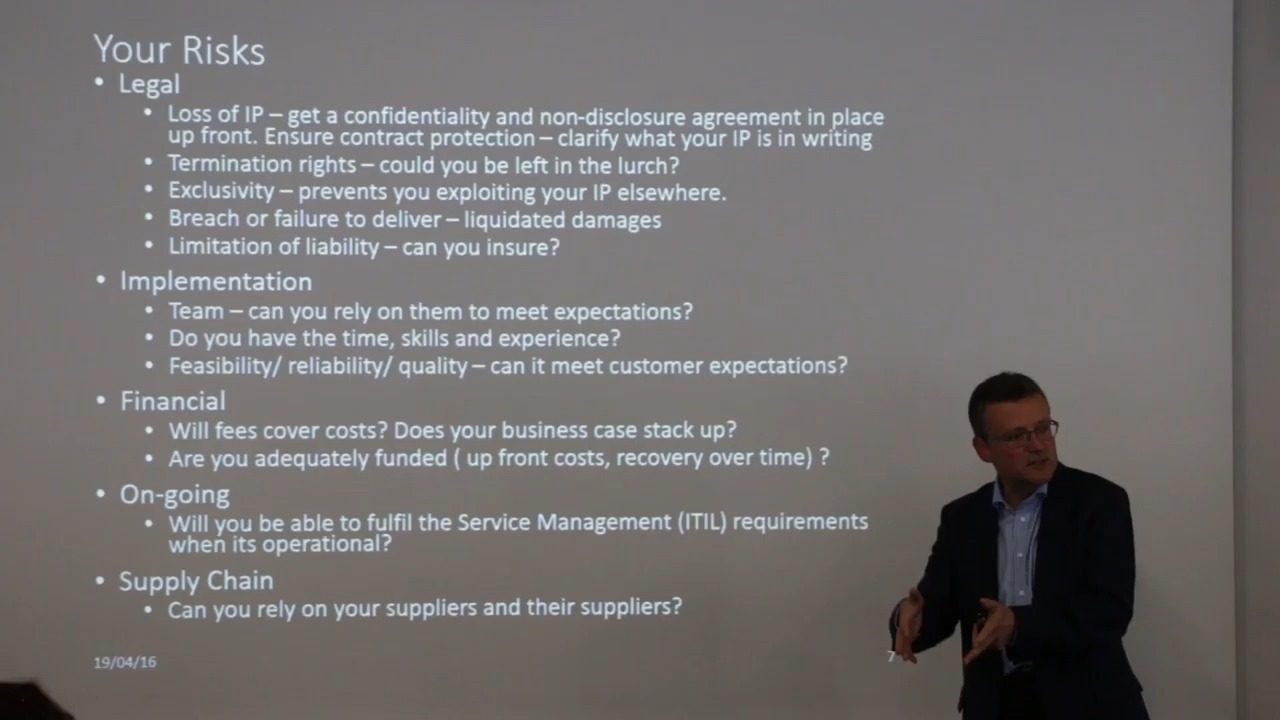 Your Risks
• Legal
• Loss of IP – get a confidentiality and non-disclosure agreement in place
up front. Ensure contract protection – clarify what your IP is in writing
• Termination rights – could you be left in the lurch?
• Exclusivity – prevents you exploiting your IP elsewhere.
• Breach or failure to deliver – liquidated damages
• Limitation of liability – can you insure?
• Implementation
• Team – can you rely on them to meet expectations?
• Do you have the time, skills and experience?
• Feasibility/ reliability/ quality – can it meet customer expectations?
• Financial
• Will fees cover costs? Does your business case stack up?
• Are you adequately funded ( up front costs, recovery over time) ?
• On-going
• Will you be able to fulfil the Service Management (ITIL) requirements
when its operational?
• Supply Chain
• Can you rely on your suppliers and their suppliers?
19/04/16
7